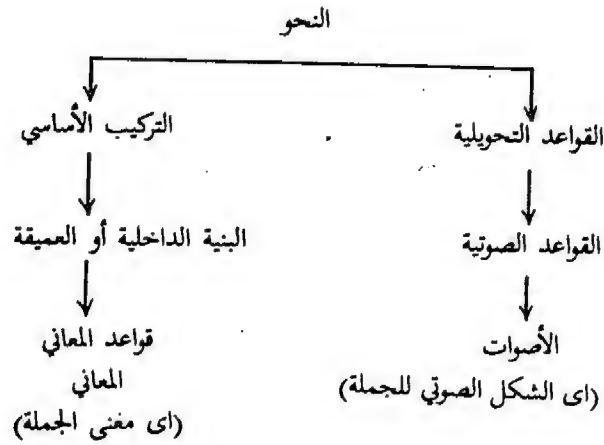 النحو
القواعد التحويلية
التركيب الأساسي
القواعد الصوتية
البنية الداخلية أو العميقة
الأصوات
(اى الشكل الصوتي للجملة)
قواعد المعاني
المعاني
(اى مغنى الجملة)